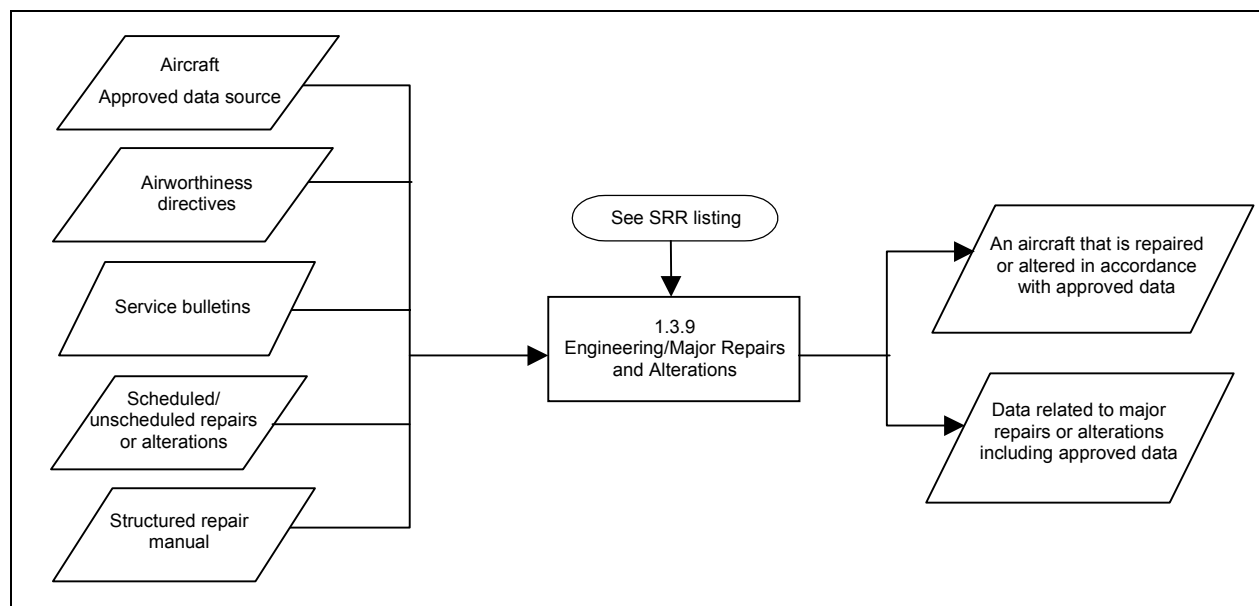 Aircraft
Approved data source
Airworthiness
directives
Service bulletins
Scheduled/
unscheduled repairs
or alterations
Structured repair
manual
See SRR listing
1.3.9
Engineering/Major Repairs
and Alterations
An aircraft that is repaired
or altered in accordance
with approved data
Data related to major
repairs or alterations
including approved data